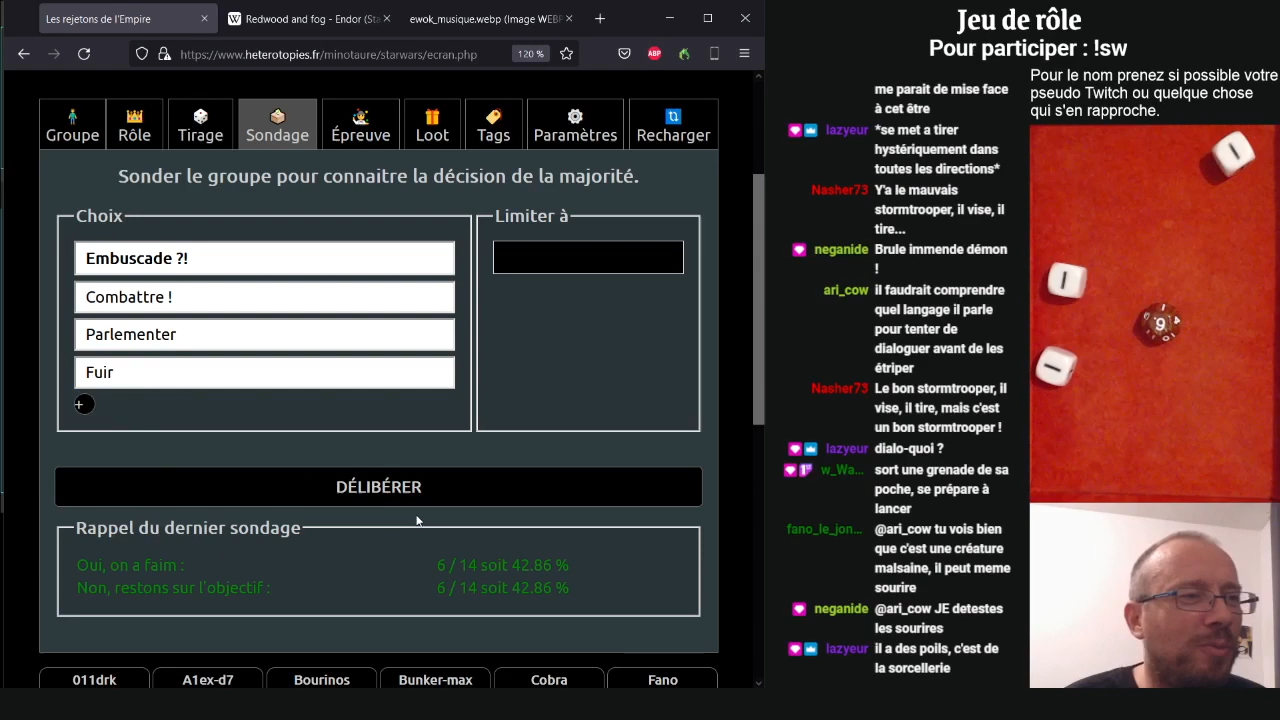 Les rejetons de l'Empire
Redwood and fog - Endor (Sta
ewok_musique.webp (Image WEBP
https://www.heterotopies.fr/minotaure/starwars/ecran.php
120 %
ABP
Groupe
Rôle
Tirage
Sondage
Épreuve
Loot
Tags
Paramètres
Recharger
Sonder le groupe pour connaitre la décision de la majorité.
Choix
Embuscade ?!
Combattre !
Parlementer
Fuir
+
Limiter à
DÉLIBÉRER
Rappel du dernier sondage
Oui, on a faim : 6 / 14 soit 42.86 %
Non, restons sur l'objectif : 6 / 14 soit 42.86 %
011drk
A1ex-d7
Bourinos
Bunker-max
Cobra
Fano
Jeu de rôle
Pour participer : !sw
me parait de mise face
à cet être
lazyeur *se met a tirer
hystériquement dans
toutes les directions*
Nasher73 Y'a le mauvais
stormtrooper, il vise, il
tire...
neganide Brule immende démon
!
ari_cow il faudrait comprendre
quel langage il parle
pour tenter de
dialoguer avant de les
étriper
Nasher73 Le bon stormtrooper, il
vise, il tire, mais c'est
un bon stormtrooper !
lazyeur dialo-quoi ?
w_Wa... sort une grenade de sa
poche, se prépare à
lancer
fano_le_jon... @ari_cow tu vois bien
que c'est une créature
malsaine, il peut meme
sourire
neganide @ari_cow JE detestes
les sourires
lazyeur il a des poils, c'est de
la sorcellerie
Pour le nom prenez si possible votre
pseudo Twitch ou quelque chose
qui s'en rapproche.
9